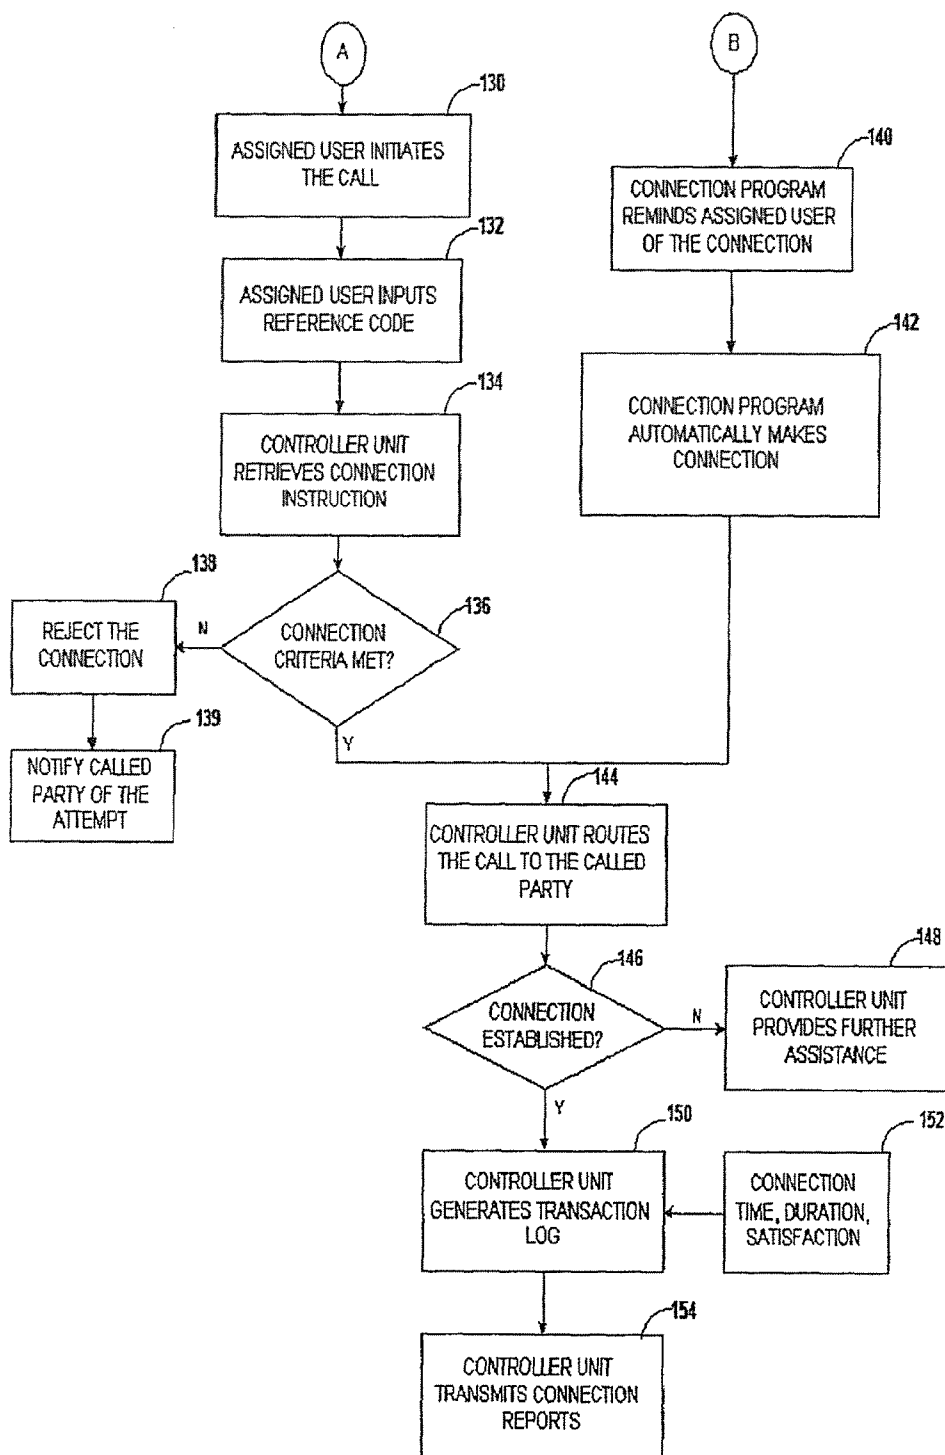 A
130
ASSIGNED USER INITIATES
THE CALL
132
ASSIGNED USER INPUTS
REFERENCE CODE
134
CONTROLLER UNIT
RETRIEVES CONNECTION
INSTRUCTION
136
CONNECTION
CRITERIA MET?
N
138
REJECT THE
CONNECTION
139
NOTIFY CALLED
PARTY OF THE
ATTEMPT
Y
B
140
CONNECTION PROGRAM
REMINDS ASSIGNED USER
OF THE CONNECTION
142
CONNECTION PROGRAM
AUTOMATICALLY MAKES
CONNECTION
144
CONTROLLER UNIT ROUTES
THE CALL TO THE CALLED
PARTY
146
CONNECTION
ESTABLISHED?
N
148
CONTROLLER UNIT
PROVIDES FURTHER
ASSISTANCE
Y
150
CONTROLLER UNIT
GENERATES TRANSACTION
LOG
152
CONNECTION
TIME, DURATION,
SATISFACTION
154
CONTROLLER UNIT
TRANSMITS CONNECTION
REPORTS